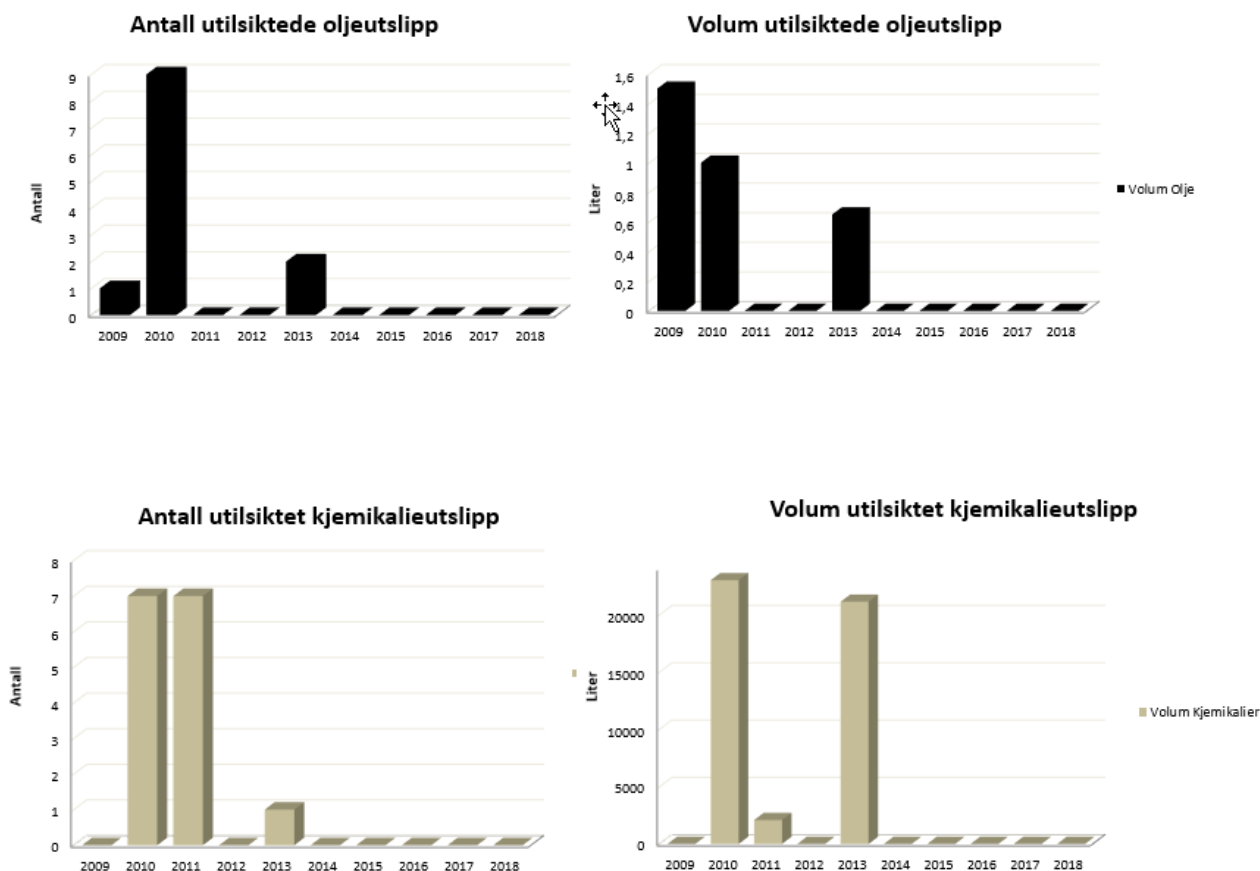 Antall utilsiktede oljeutslipp
Antall
9
8
7
6
5
4
3
2
1
0
2009 2010 2011 2012 2013 2014 2015 2016 2017 2018
Volum utilsiktede oljeutslipp
Liter
1,6
1,4
1,2
1
0,8
0,6
0,4
0,2
0
2009 2010 2011 2012 2013 2014 2015 2016 2017 2018
Volum Olje
Antall utilsiktet kjemikalieutslipp
Antall
8
7
6
5
4
3
2
1
0
2009 2010 2011 2012 2013 2014 2015 2016 2017 2018
Volum utilsiktet kjemikalieutslipp
Liter
20000
15000
10000
5000
0
2009 2010 2011 2012 2013 2014 2015 2016 2017 2018
Volum Kjemikalier